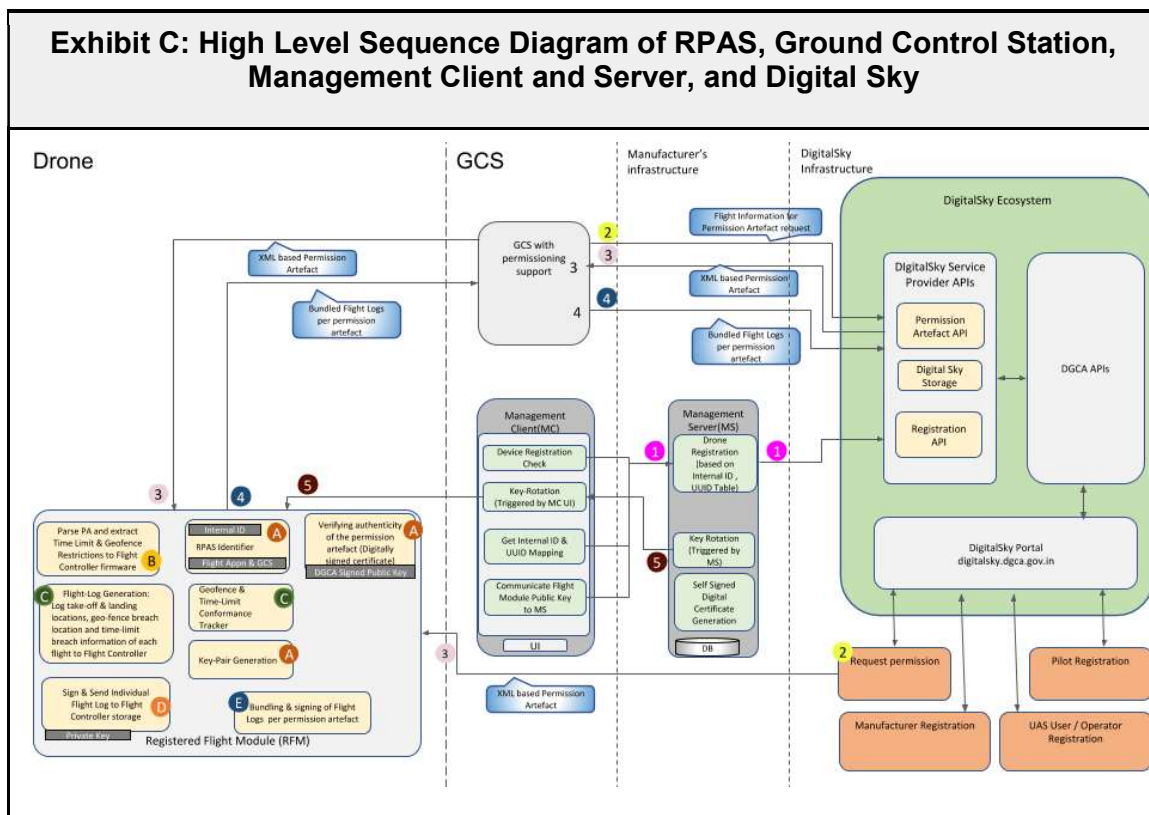 Exhibit C: High Level Sequence Diagram of RPAS, Ground Control Station,
Management Client and Server, and Digital Sky
Drone
GCS
Manufacturer's
infrastructure
DigitalSky
Infrastructure
DigitalSky Ecosystem
XML based Permission
Artefact
Bundled Flight Logs
per permission
artefact
GCS with
permissioning
support
3
4
2
3
4
Flight Information for
Permission Artefact request
XML based Permission
Artefact
Bundled Flight Logs
per permission
artefact
DIgitalSky Service
Provider APIs
Permission
Artefact API
Digital Sky
Storage
Registration
API
DGCA APIs
Management
Client(MC)
Device Registration
Check
Key-Rotation
(Triggered by MC UI)
Get Internal ID &
UUID Mapping
Communicate Flight
Module Public Key
to MS
UI
1
5
Management
Server(MS)
Drone
Registration
(based on
Internal ID ,
UUID Table)
Key Rotation
(Triggered by
MS)
Self Signed
Digital
Certificate
Generation
DB
1
DigitalSky Portal
digitalsky.dgca.gov.in
3
4
5
Parse PA and extract
Time Limit & Geofence
Restrictions to Flight
Controller firmware
B
Internal ID
RPAS Identifier
Flight Appn & GCS
A
Verifying authenticity
of the permission
artefact (Digitally
signed certificate)
DGCA Signed Public Key
A
C
Flight-Log Generation:
Log take-off & landing
locations, geo-fence breach
location and time-limit
breach information of each
flight to Flight Controller
Geofence &
Time-Limit
Conformance
Tracker
C
Key-Pair Generation
A
Sign & Send Individual
Flight Log to Flight
Controller storage
D
Private Key
E
Bundling & signing of Flight
Logs per permission artefact
Registered Flight Module (RFM)
3
XML based Permission
Artefact
2
Request permission
Pilot Registration
Manufacturer Registration
UAS User / Operator
Registration